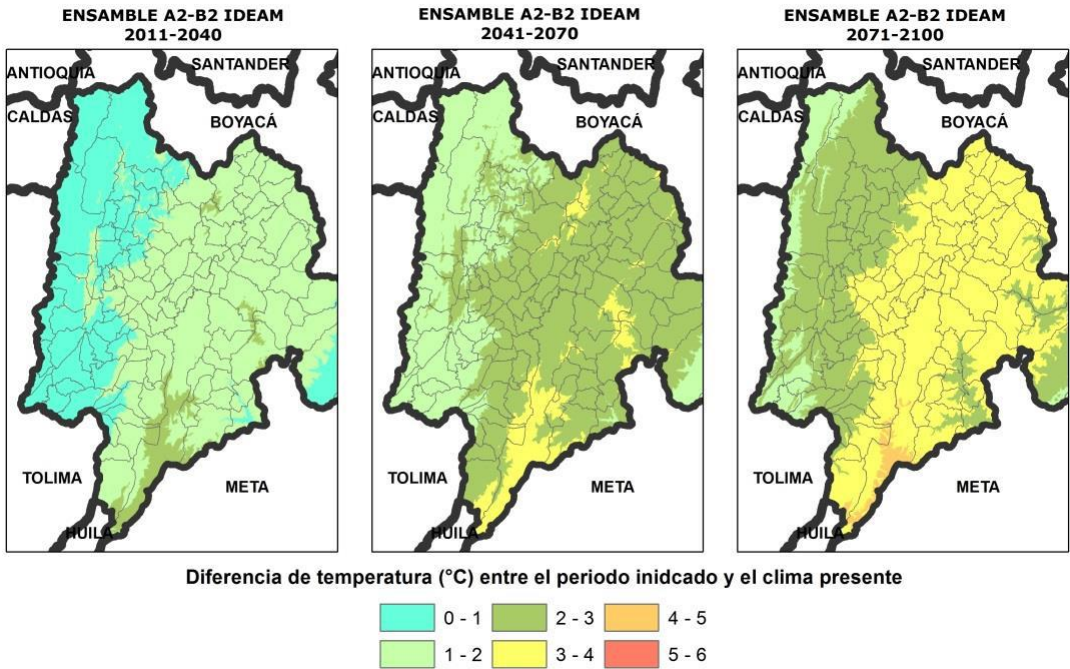 ENSAMBLE A2-B2 IDEAM
2011-2040
ANTIOQUIA
SANTANDER
CALDAS
BOYACÁ
TOLIMA
META
HUILA
ENSAMBLE A2-B2 IDEAM
2041-2070
ANTIOQUIA
SANTANDER
CALDAS
BOYACÁ
TOLIMA
META
HUILA
ENSAMBLE A2-B2 IDEAM
2071-2100
ANTIOQUIA
SANTANDER
CALDAS
BOYACÁ
TOLIMA
META
HUILA
Diferencia de temperatura (°C) entre el periodo inidcado y el clima presente
0 - 1 2 - 3 4 - 5
1 - 2 3 - 4 5 - 6